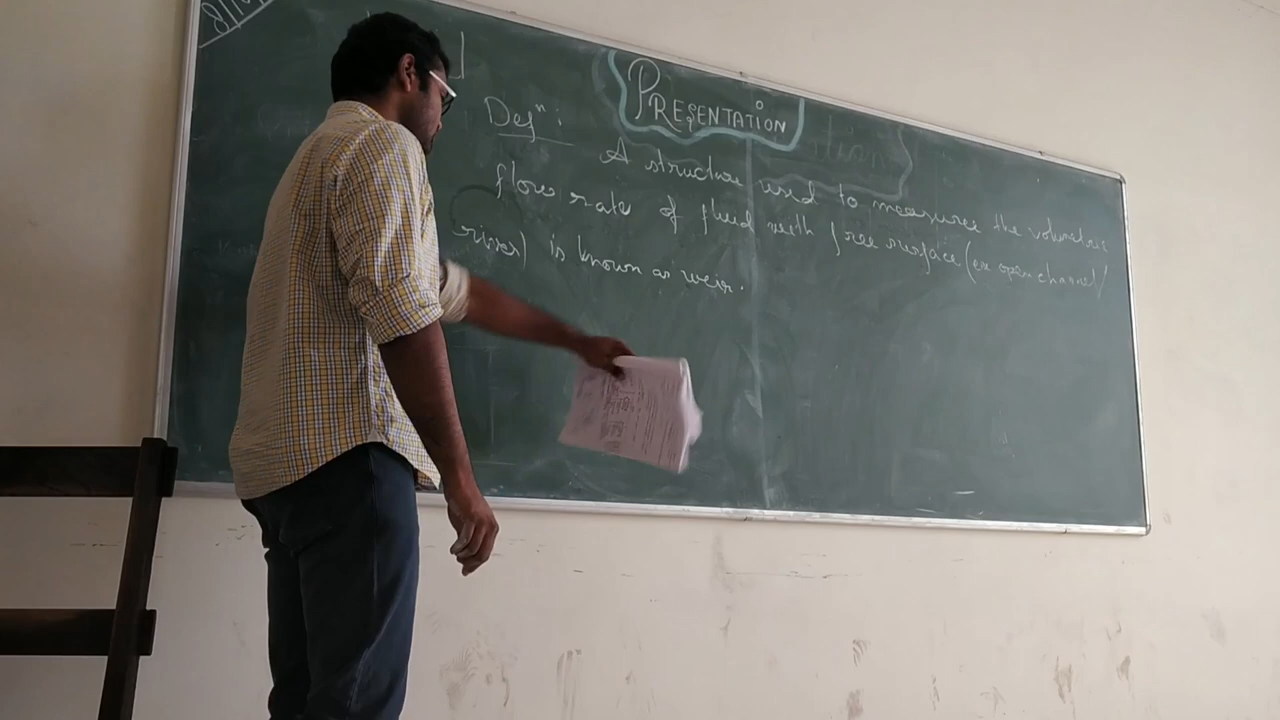 PRESENTATION
Defⁿ :
A structure used to measure the volumetric
flow rate of fluid with free surface (ex open channel/
river) is known as weir.